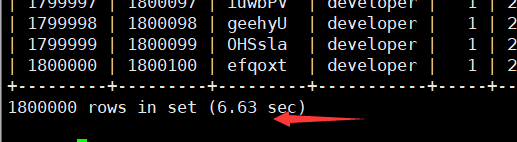 | 1799997 | 1800097 | iuwbPV | developer | 1 | 2
| 1799998 | 1800098 | geehyU | developer | 1 | 2
| 1799999 | 1800099 | OHSsla | developer | 1 | 2
| 1800000 | 1800100 | efqoxt | developer | 1 | 2
+---------+---------+---------+-----------+-----+--
1800000 rows in set (6.63 sec)